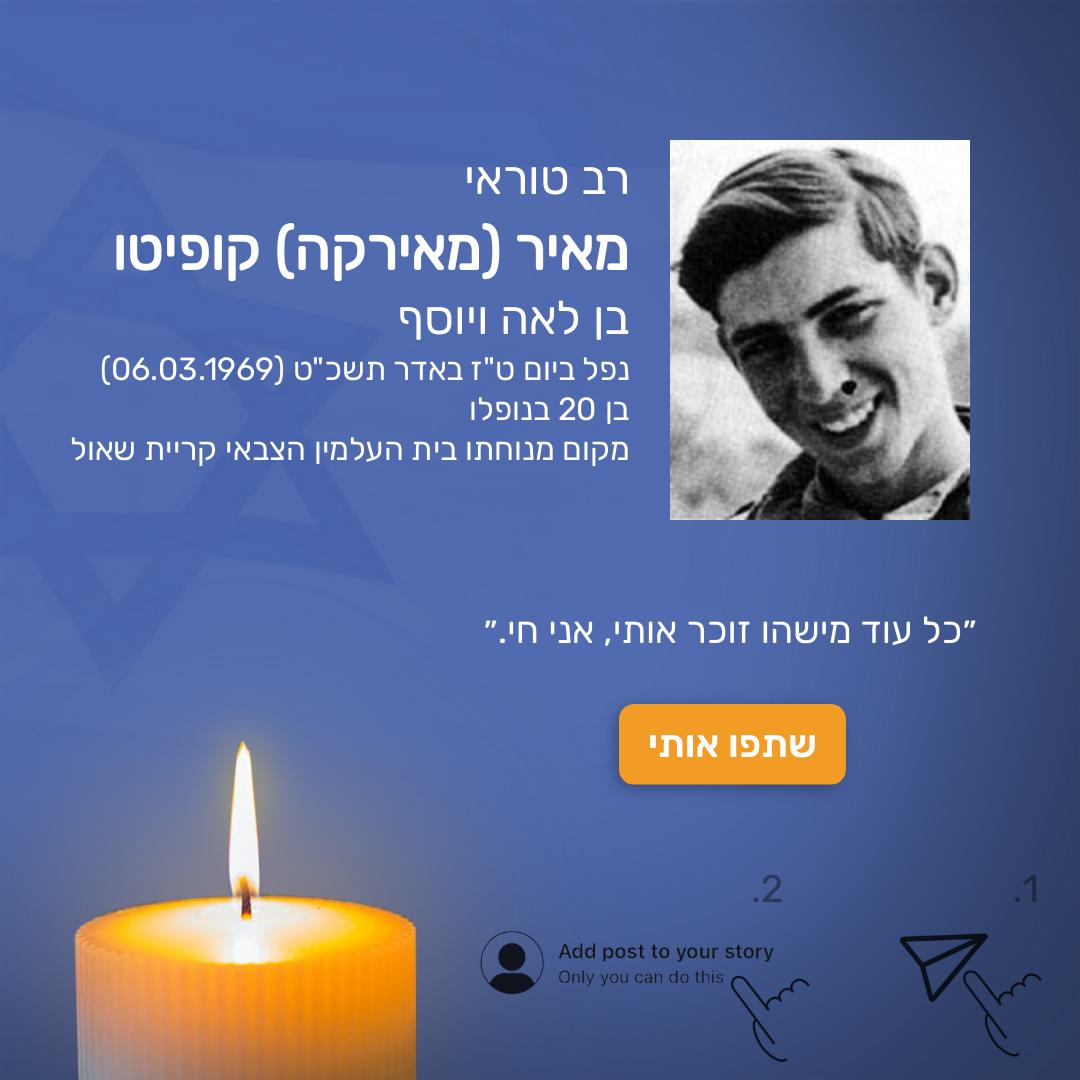 רב טוראי
מאיר (מאירקה) קופיטו
בן לאה ויוסף
נפל ביום ט"ז באדר תשכ"ט (06.03.1969)
בן 20 בנופלו
מקום מנוחתו בית העלמין הצבאי קריית שאול
״כל עוד מישהו זוכר אותי, אני חי.״
שתפו אותי
.1
.2
Add post to your story
Only you can do this